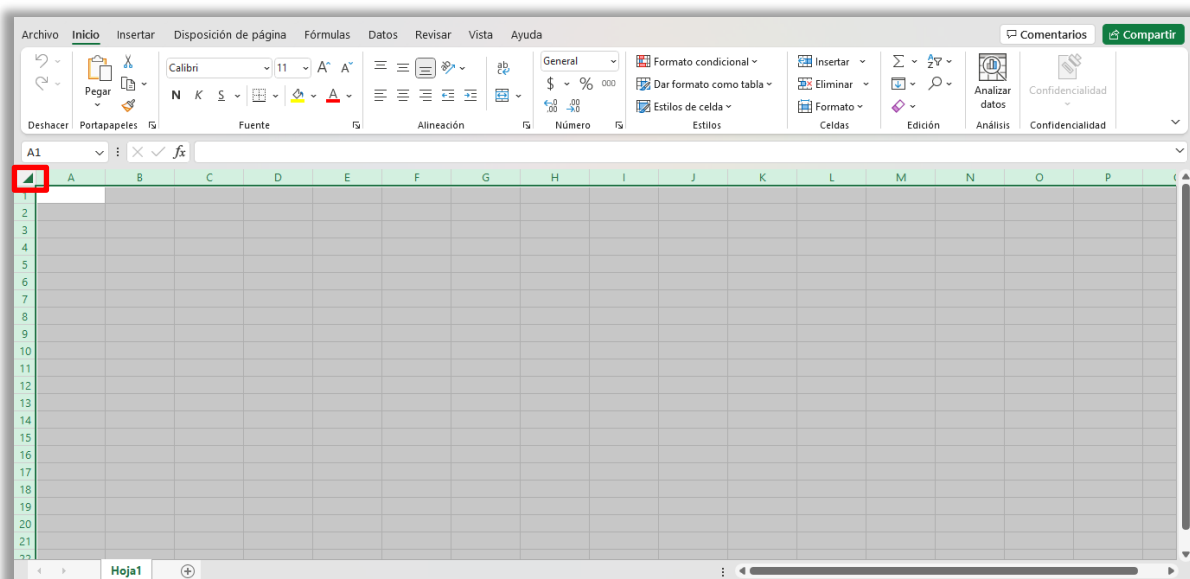 Archivo Inicio Insertar Disposición de página Fórmulas Datos Revisar Vista Ayuda Comentarios Compartir
Calibri 11 A A ab General Formato condicional Insertar
Pegar N K S A $ % 000 Dar formato como tabla Eliminar Analizar datos Confidencialidad
Estilos de celda Formato
Deshacer Portapapeles Fuente Alineación Número Estilos Celdas Edición Análisis Confidencialidad
A1 fx
A B C D E F G H I J K L M N O P
1
2
3
4
5
6
7
8
9
10
11
12
13
14
15
16
17
18
19
20
21
22
Hoja1